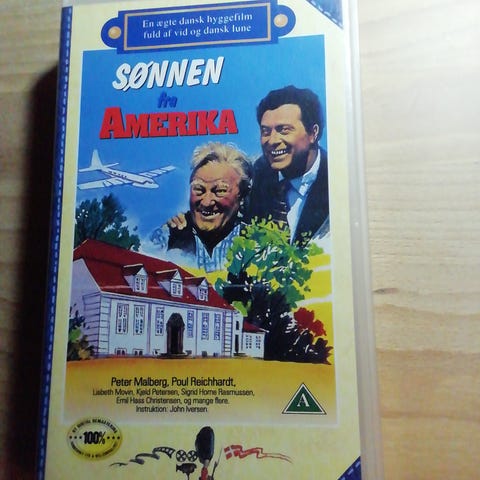 En ægte dansk hyggefilm
fuld af vid og dansk lune
SØNNEN
fra
AMERIKA
Peter Malberg, Poul Reichhardt,
Lisbeth Movin, Kjeld Petersen, Sigrid Horne Rasmussen,
Emil Hass Christensen, og mange flere.
Instruktion: John Iversen.
A
100%